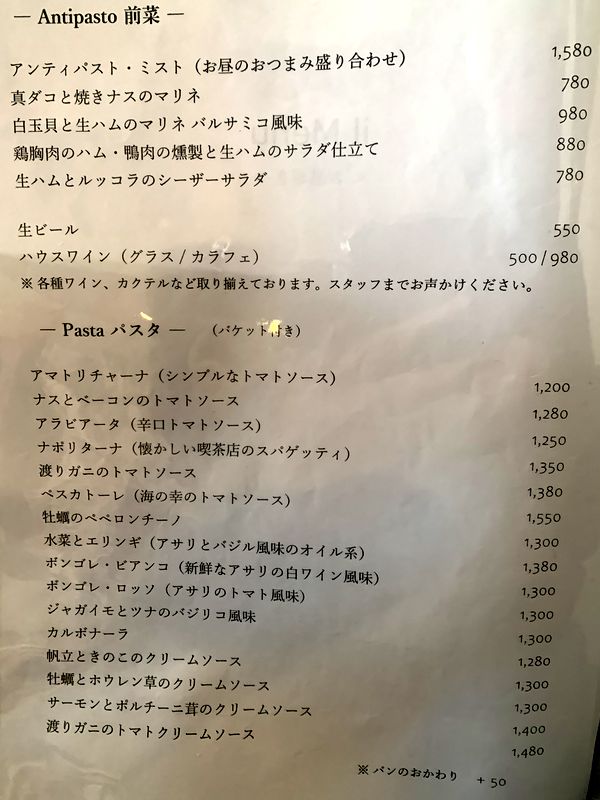 — Antipasto 前菜 —
アンティパスト・ミスト（お昼のおつまみ盛り合わせ） 1,580
真ダコと焼きナスのマリネ 780
白玉貝と生ハムのマリネ バルサミコ風味 980
鶏胸肉のハム・鴨肉の燻製と生ハムのサラダ仕立て 880
生ハムとルッコラのシーザーサラダ 780
生ビール 550
ハウスワイン（グラス / カラフェ） 500 / 980
※ 各種ワイン、カクテルなど取り揃えております。スタッフまでお声かけください。
— Pasta パスタ — （バケット付き）
アマトリチャーナ（シンプルなトマトソース） 1,200
ナスとベーコンのトマトソース 1,280
アラビアータ（辛口トマトソース） 1,250
ナポリターナ（懐かしい喫茶店のスパゲッティ） 1,350
渡りガニのトマトソース 1,380
ペスカトーレ（海の幸のトマトソース） 1,550
牡蠣のペペロンチーノ 1,300
水菜とエリンギ（アサリとバジル風味のオイル系） 1,380
ボンゴレ・ビアンコ（新鮮なアサリの白ワイン風味） 1,300
ボンゴレ・ロッソ（アサリのトマト風味） 1,300
ジャガイモとツナのバジリコ風味 1,300
カルボナーラ 1,280
帆立ときのこのクリームソース 1,300
牡蠣とホウレン草のクリームソース 1,300
サーモンとポルチーニ茸のクリームソース 1,400
渡りガニのトマトクリームソース 1,480
※ パンのおかわり + 50